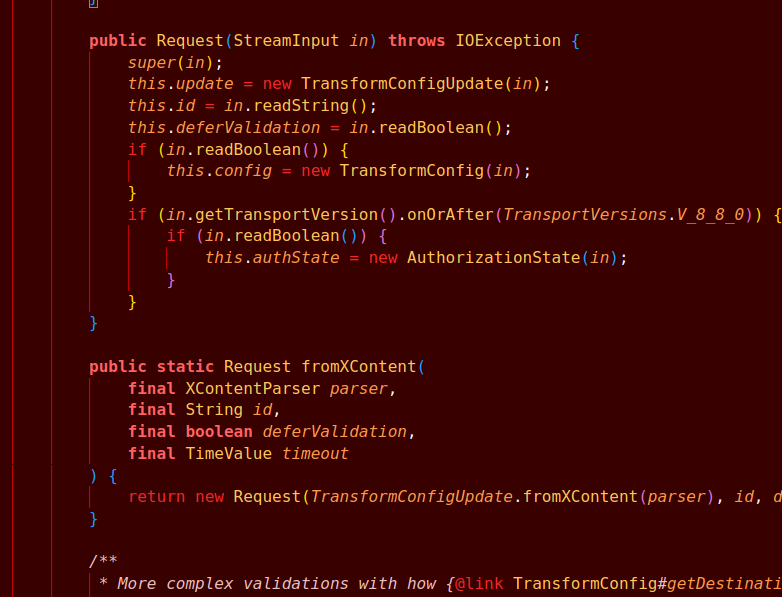 }
public Request(StreamInput in) throws IOException {
super(in);
this.update = new TransformConfigUpdate(in);
this.id = in.readString();
this.deferValidation = in.readBoolean();
if (in.readBoolean()) {
this.config = new TransformConfig(in);
}
if (in.getTransportVersion().onOrAfter(TransportVersions.V_8_8_0)) {
if (in.readBoolean()) {
this.authState = new AuthorizationState(in);
}
}
}
public static Request fromXContent(
final XContentParser parser,
final String id,
final boolean deferValidation,
final TimeValue timeout
) {
return new Request(TransformConfigUpdate.fromXContent(parser), id, d
}
/**
* More complex validations with how {@link TransformConfig#getDestinati